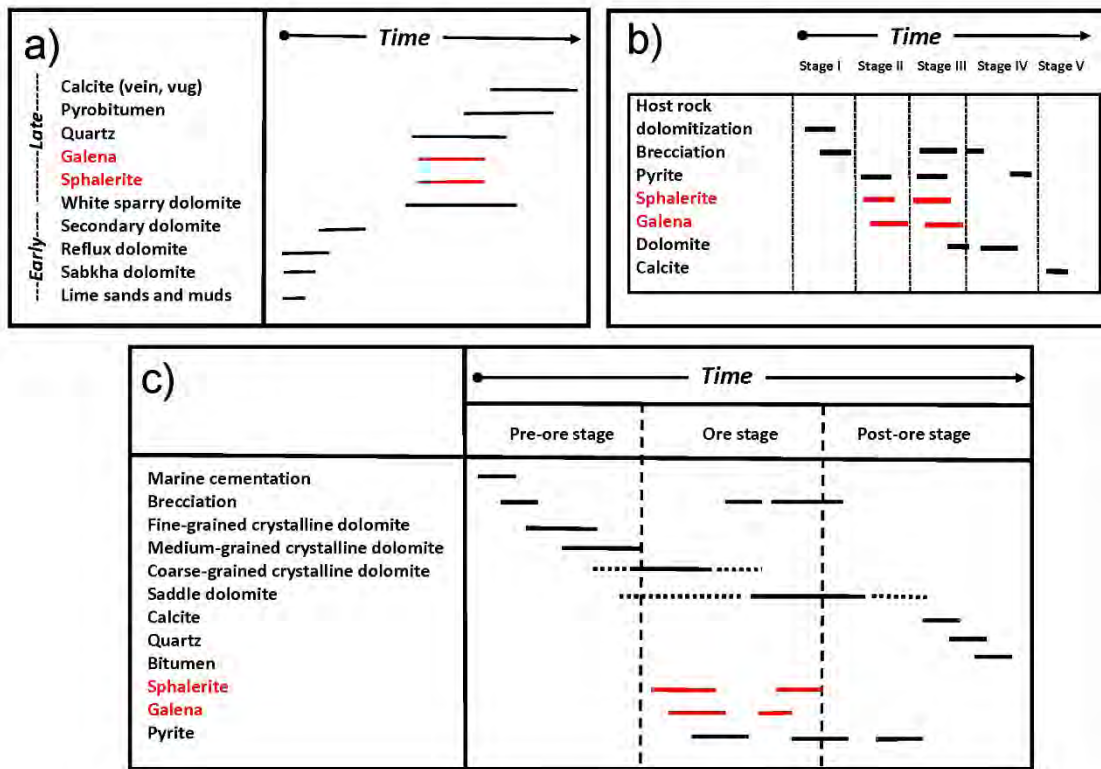 a)
Time
Late
Early
Calcite (vein, vug)
Pyrobitumen
Quartz
Galena
Sphalerite
White sparry dolomite
Secondary dolomite
Reflux dolomite
Sabkha dolomite
Lime sands and muds
b)
Time
Stage I Stage II Stage III Stage IV Stage V
Host rock
dolomitization
Brecciation
Pyrite
Sphalerite
Galena
Dolomite
Calcite
c)
Time
Pre-ore stage Ore stage Post-ore stage
Marine cementation
Brecciation
Fine-grained crystalline dolomite
Medium-grained crystalline dolomite
Coarse-grained crystalline dolomite
Saddle dolomite
Calcite
Quartz
Bitumen
Sphalerite
Galena
Pyrite